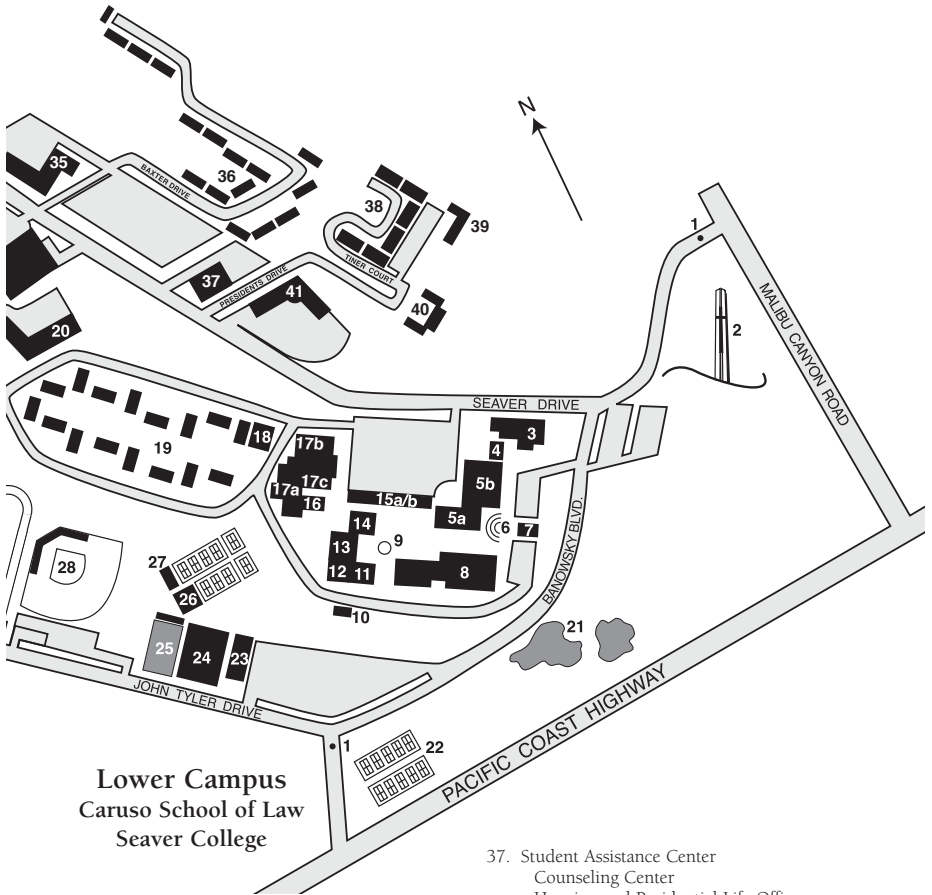 N
35
BAXTER DRIVE
36
38
39
1
37
PRESIDENTS DRIVE
TINER COURT
41
40
2
MALIBU CANYON ROAD
20
SEAVER DRIVE
3
4
18
17b
19
5b
17a
17c
16
15a/b
5a
6
7
14
9
13
BANOWSKY BLVD.
27
28
12
11
8
26
10
21
25
24
23
JOHN TYLER DRIVE
1
22
PACIFIC COAST HIGHWAY
Lower Campus
Caruso School of Law
Seaver College
37. Student Assistance Center
Counseling Center